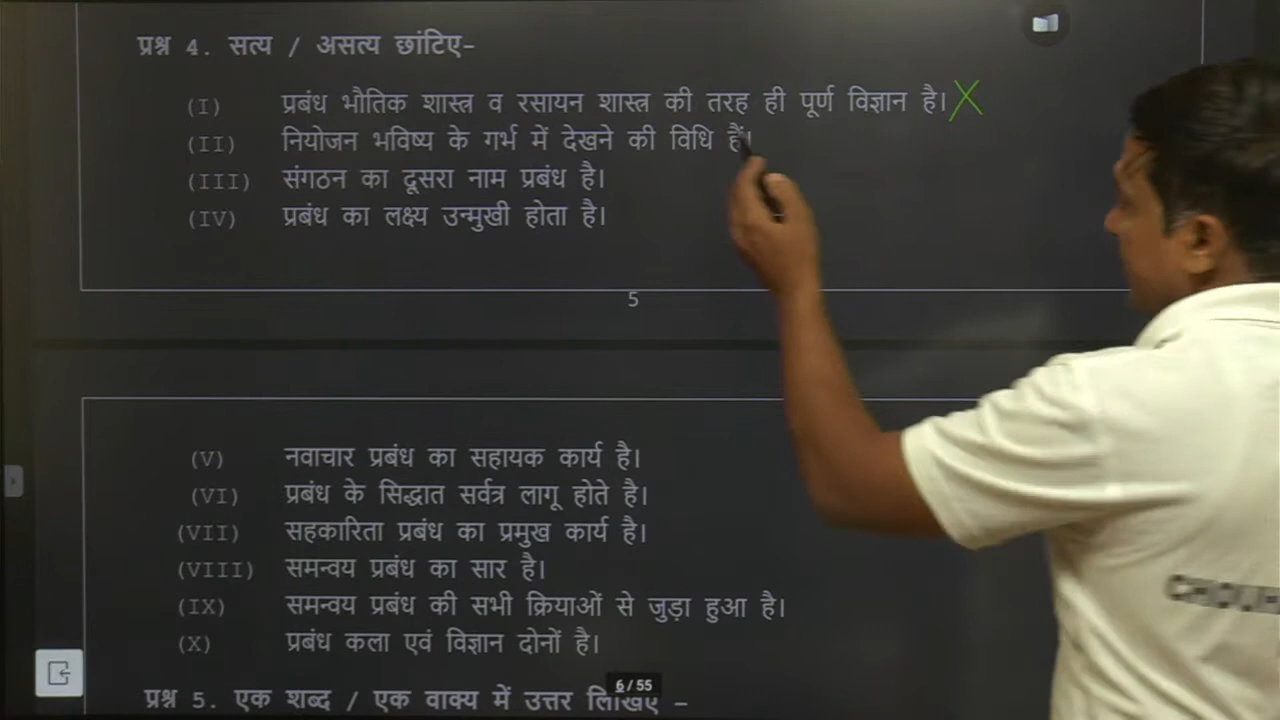 प्रश्न 4. सत्य / असत्य छांटिए-
(I) प्रबंध भौतिक शास्त्र व रसायन शास्त्र की तरह ही पूर्ण विज्ञान है। X
(II) नियोजन भविष्य के गर्भ में देखने की विधि हैं।
(III) संगठन का दूसरा नाम प्रबंध है।
(IV) प्रबंध का लक्ष्य उन्मुखी होता है।
5
(V) नवाचार प्रबंध का सहायक कार्य है।
(VI) प्रबंध के सिद्धात सर्वत्र लागू होते है।
(VII) सहकारिता प्रबंध का प्रमुख कार्य है।
(VIII) समन्वय प्रबंध का सार है।
(IX) समन्वय प्रबंध की सभी क्रियाओं से जुड़ा हुआ है।
(X) प्रबंध कला एवं विज्ञान दोनों है।
6/55
प्रश्न 5. एक शब्द / एक वाक्य में उत्तर लिखिए -